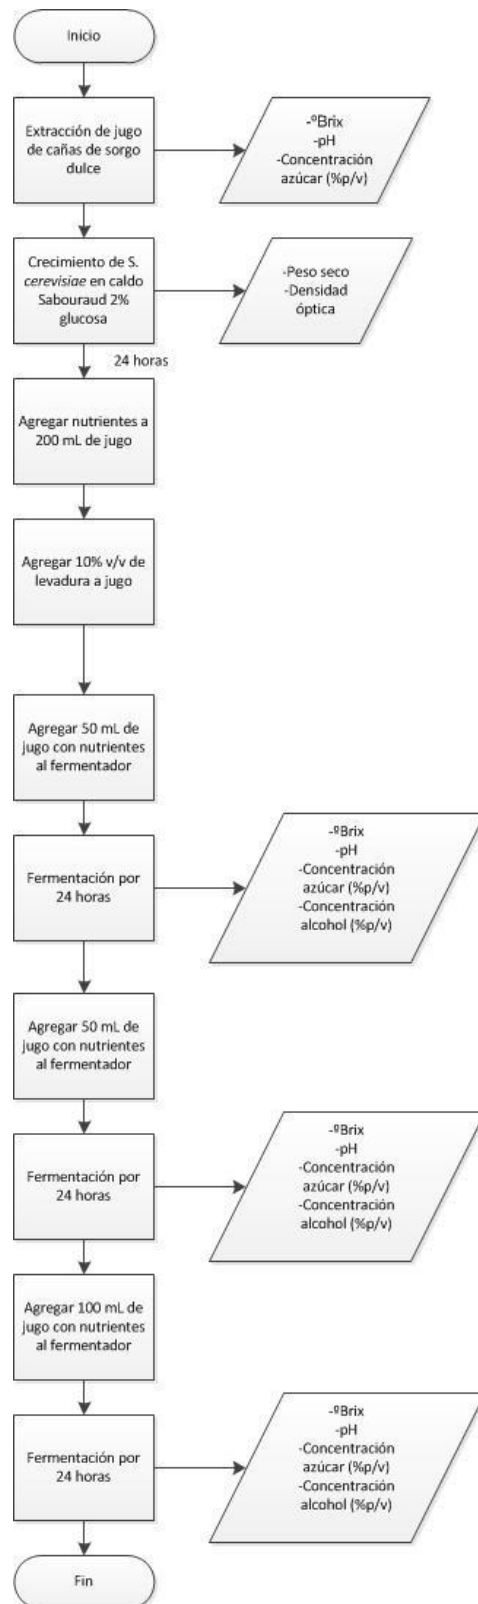 Inicio
Extracción de jugo
de cañas de sorgo
dulce
-ºBrix
-pH
-Concentración
azúcar (%p/v)
Crecimiento de S.
cerevisiae en caldo
Sabouraud 2%
glucosa
-Peso seco
-Densidad
óptica
24 horas
Agregar nutrientes a
200 mL de jugo
Agregar 10% v/v de
levadura a jugo
Agregar 50 mL de
jugo con nutrientes
al fermentador
Fermentación por
24 horas
-ºBrix
-pH
-Concentración
azúcar (%p/v)
-Concentración
alcohol (%p/v)
Agregar 50 mL de
jugo con nutrientes
al fermentador
Fermentación por
24 horas
-ºBrix
-pH
-Concentración
azúcar (%p/v)
-Concentración
alcohol (%p/v)
Agregar 100 mL de
jugo con nutrientes
al fermentador
Fermentación por
24 horas
-ºBrix
-pH
-Concentración
azúcar (%p/v)
-Concentración
alcohol (%p/v)
Fin